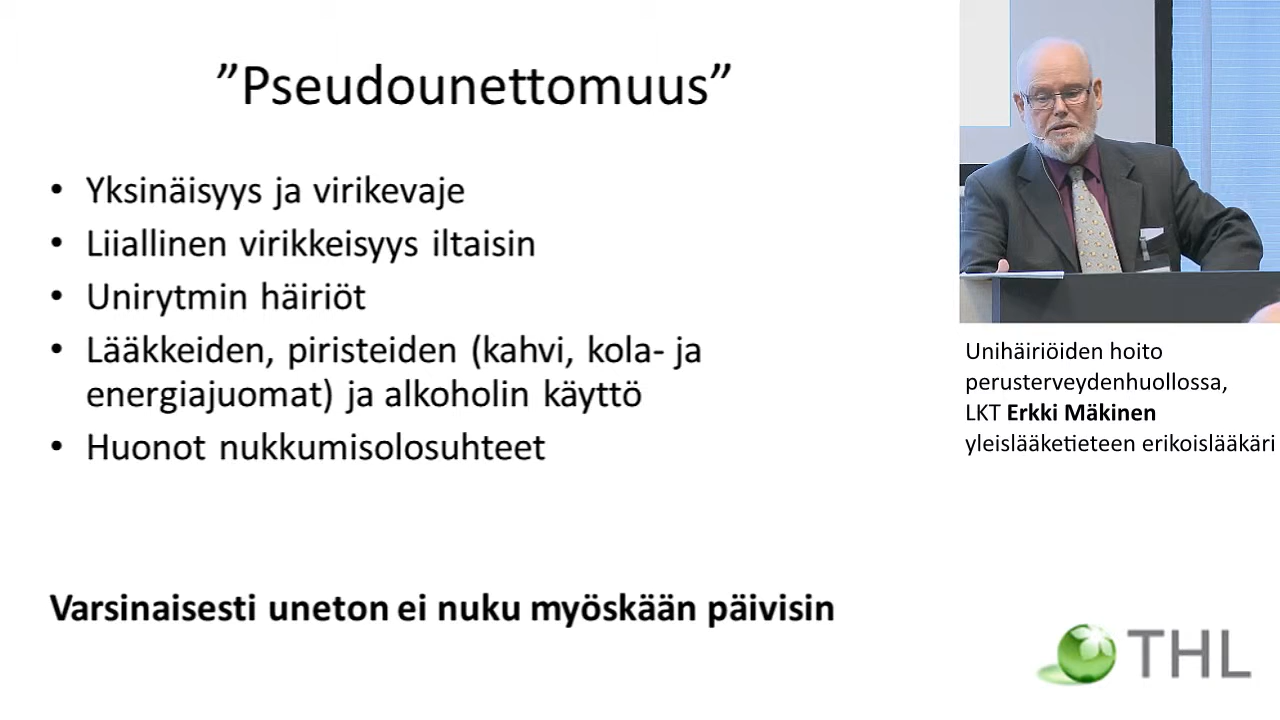 ”Pseudounettomuus”
• Yksinäisyys ja virikevaje
• Liiallinen virikkeisyys iltaisin
• Unirytmin häiriöt
• Lääkkeiden, piristeiden (kahvi, kola- ja
energiajuomat) ja alkoholin käyttö
• Huonot nukkumisolosuhteet
Varsinaisesti uneton ei nuku myöskään päivisin
Unihäiriöiden hoito
perusterveydenhuollossa,
LKT Erkki Mäkinen
yleislääketieteen erikoislääkäri
THL